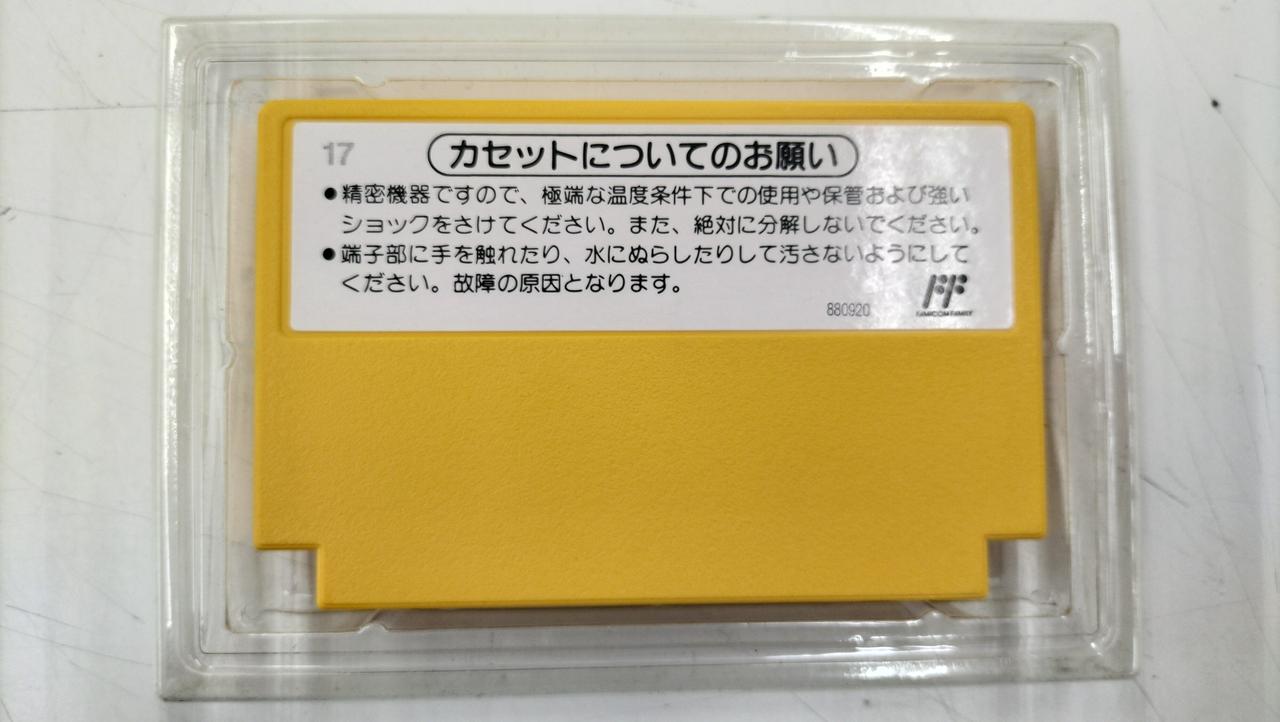 17
カセットについてのお願い
●精密機器ですので、極端な温度条件下での使用や保管および強い
ショックをさけてください。また、絶対に分解しないでください。
●端子部に手を触れたり、水にぬらしたりして汚さないようにして
ください。故障の原因となります。
880920
FF
FAMICOM FAMILY